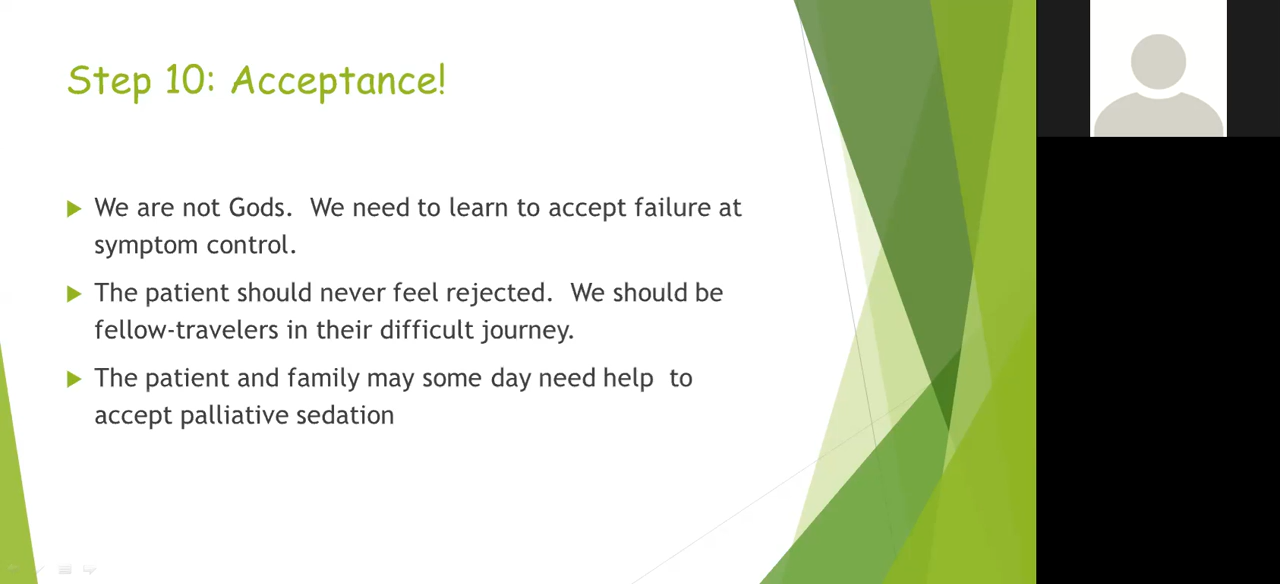 Step 10: Acceptance!
We are not Gods.  We need to learn to accept failure at
symptom control.
The patient should never feel rejected.  We should be
fellow-travelers in their difficult journey.
The patient and family may some day need help  to
accept palliative sedation